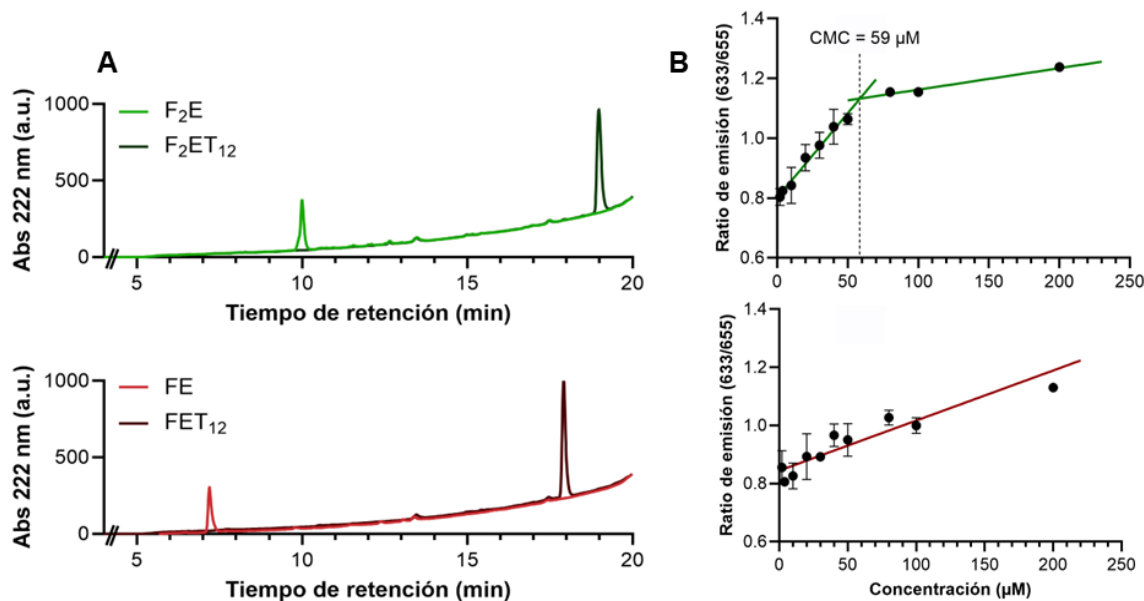 A
Abs 222 nm (a.u.)
1000
500
0
F₂E
F₂ET₁₂
5
10
15
20
Tiempo de retención (min)
Abs 222 nm (a.u.)
1000
500
0
FE
FET₁₂
5
10
15
20
Tiempo de retención (min)
B
CMC = 59 µM
Ratio de emisión (633/655)
1.4
1.2
1.0
0.8
0.6
0
50
100
150
200
250
Ratio de emisión (633/655)
1.4
1.2
1.0
0.8
0.6
0
50
100
150
200
250
Concentración (µM)